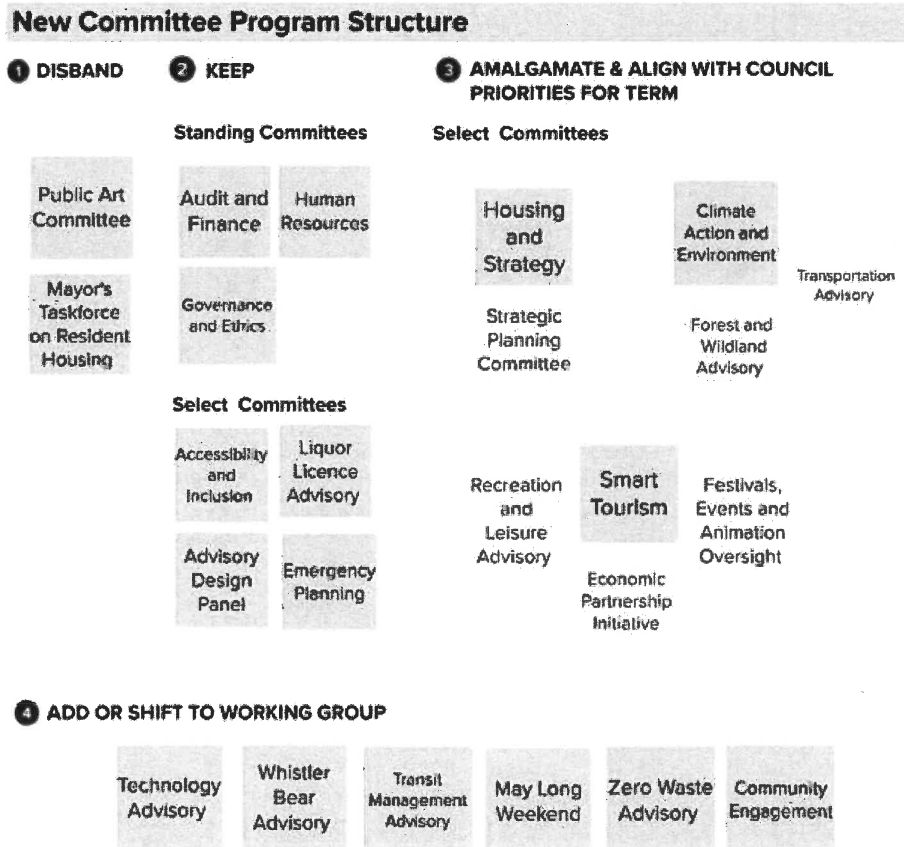 New Committee Program Structure
1 DISBAND
2 KEEP
3 AMALGAMATE & ALIGN WITH COUNCIL
PRIORITIES FOR TERM
Public Art
Committee
Mayor's
Taskforce
on Resident
Housing
Standing Committees
Audit and
Finance
Human
Resources
Governance
and Ethics
Select Committees
Accessibility
and
Inclusion
Liquor
Licence
Advisory
Advisory
Design
Panel
Emergency
Planning
Select Committees
Housing
and
Strategy
Strategic
Planning
Committee
Climate
Action and
Environment
Transportation
Advisory
Forest and
Wildland
Advisory
Recreation
and
Leisure
Advisory
Smart
Tourism
Festivals,
Events and
Animation
Oversight
Economic
Partnership
Initiative
4 ADD OR SHIFT TO WORKING GROUP
Technology
Advisory
Whistler
Bear
Advisory
Transit
Management
Advisory
May Long
Weekend
Zero Waste
Advisory
Community
Engagement